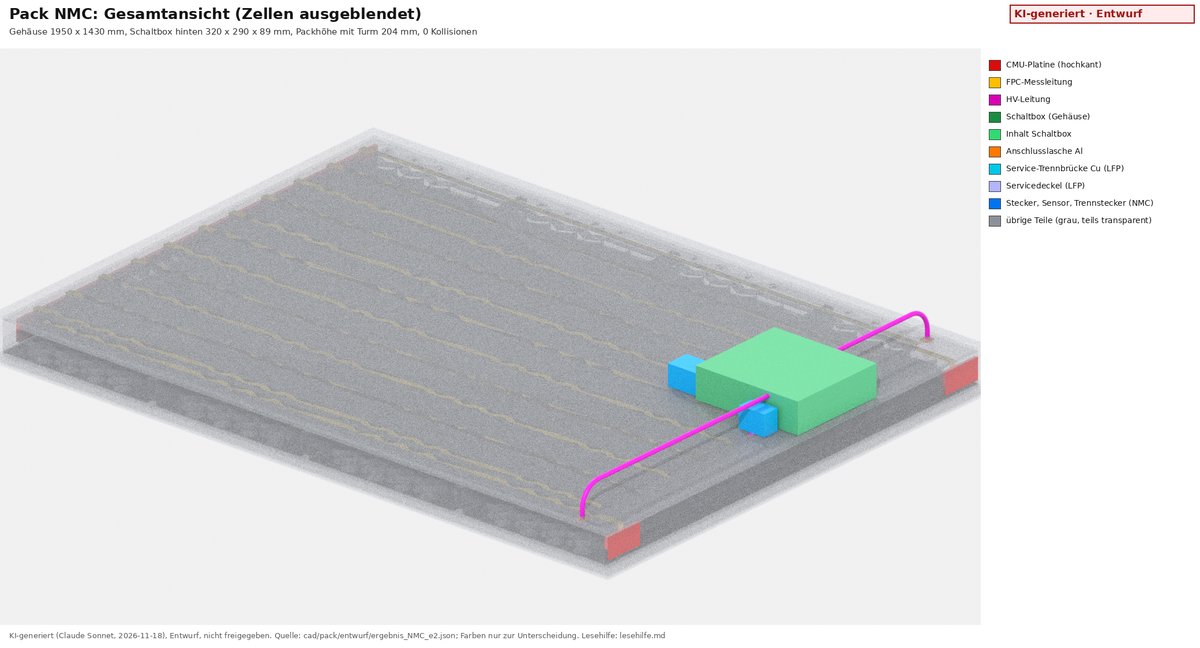 Pack NMC: Gesamtansicht (Zellen ausgeblendet)
KI-generiert · Entwurf
Gehäuse 1950 x 1430 mm, Schaltbox hinten 320 x 290 x 89 mm, Packhöhe mit Turm 204 mm, 0 Kollisionen
CMU-Platine (hochkant)
FPC-Messleitung
HV-Leitung
Schaltbox (Gehäuse)
Inhalt Schaltbox
Anschlusslasche Al
Service-Trennbrücke Cu (LFP)
Servicedeckel (LFP)
Stecker, Sensor, Trennstecker (NMC)
übrige Teile (grau, teils transparent)
KI-generiert (Claude Sonnet, 2026-11-18), Entwurf, nicht freigegeben. Quelle: cad/pack/entwurf/ergebnis_NMC_e2.json; Farben nur zur Unterscheidung. Lesehilfe: lesehilfe.md